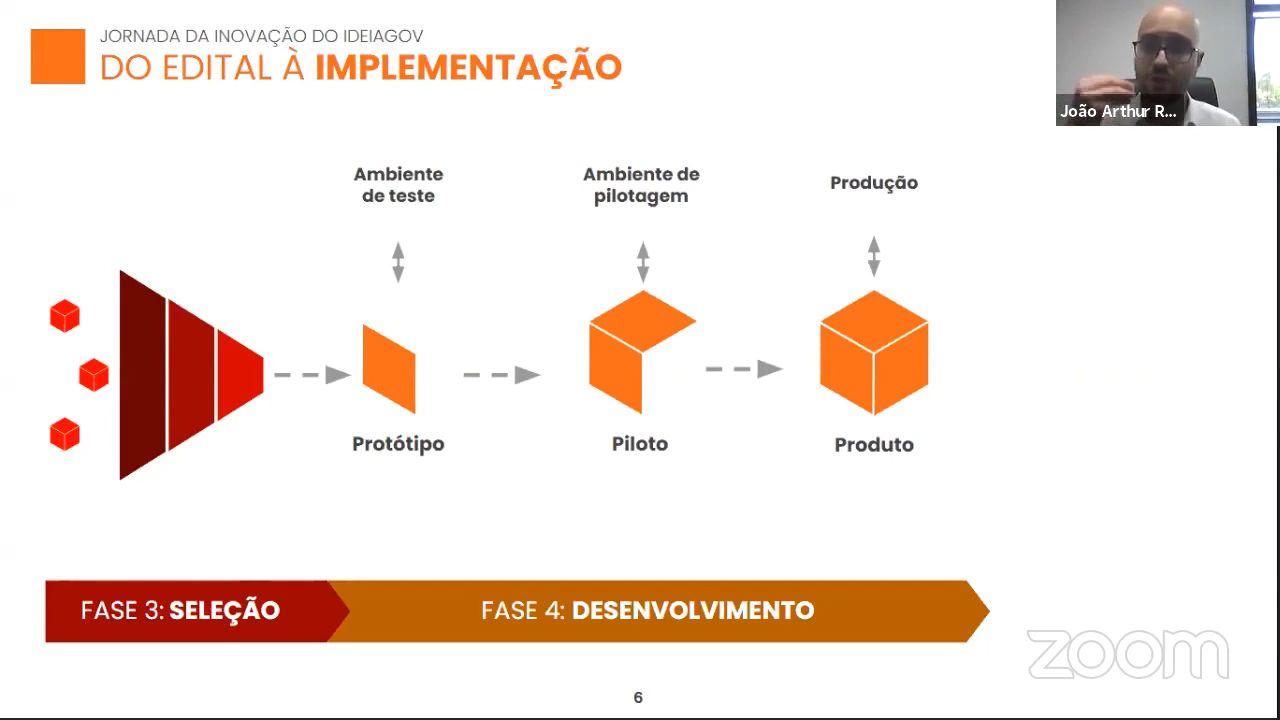 JORNADA DA INOVAÇÃO DO IDEIAGOV
DO EDITAL À IMPLEMENTAÇÃO
João Arthur R...
Ambiente
de teste
Ambiente de
pilotagem
Produção
Protótipo
Piloto
Produto
FASE 3: SELEÇÃO
FASE 4: DESENVOLVIMENTO
zoom
6